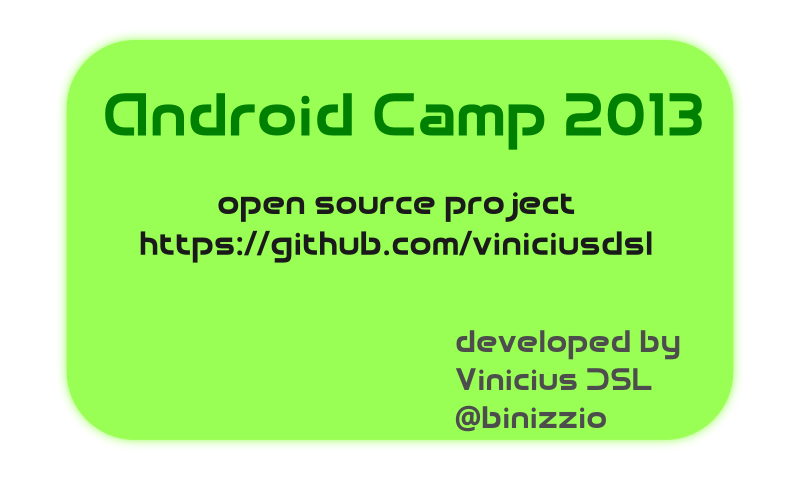 Android Camp 2013
open source project
https://github.com/viniciusdsl
developed by
Vinicius DSL
@binizzio